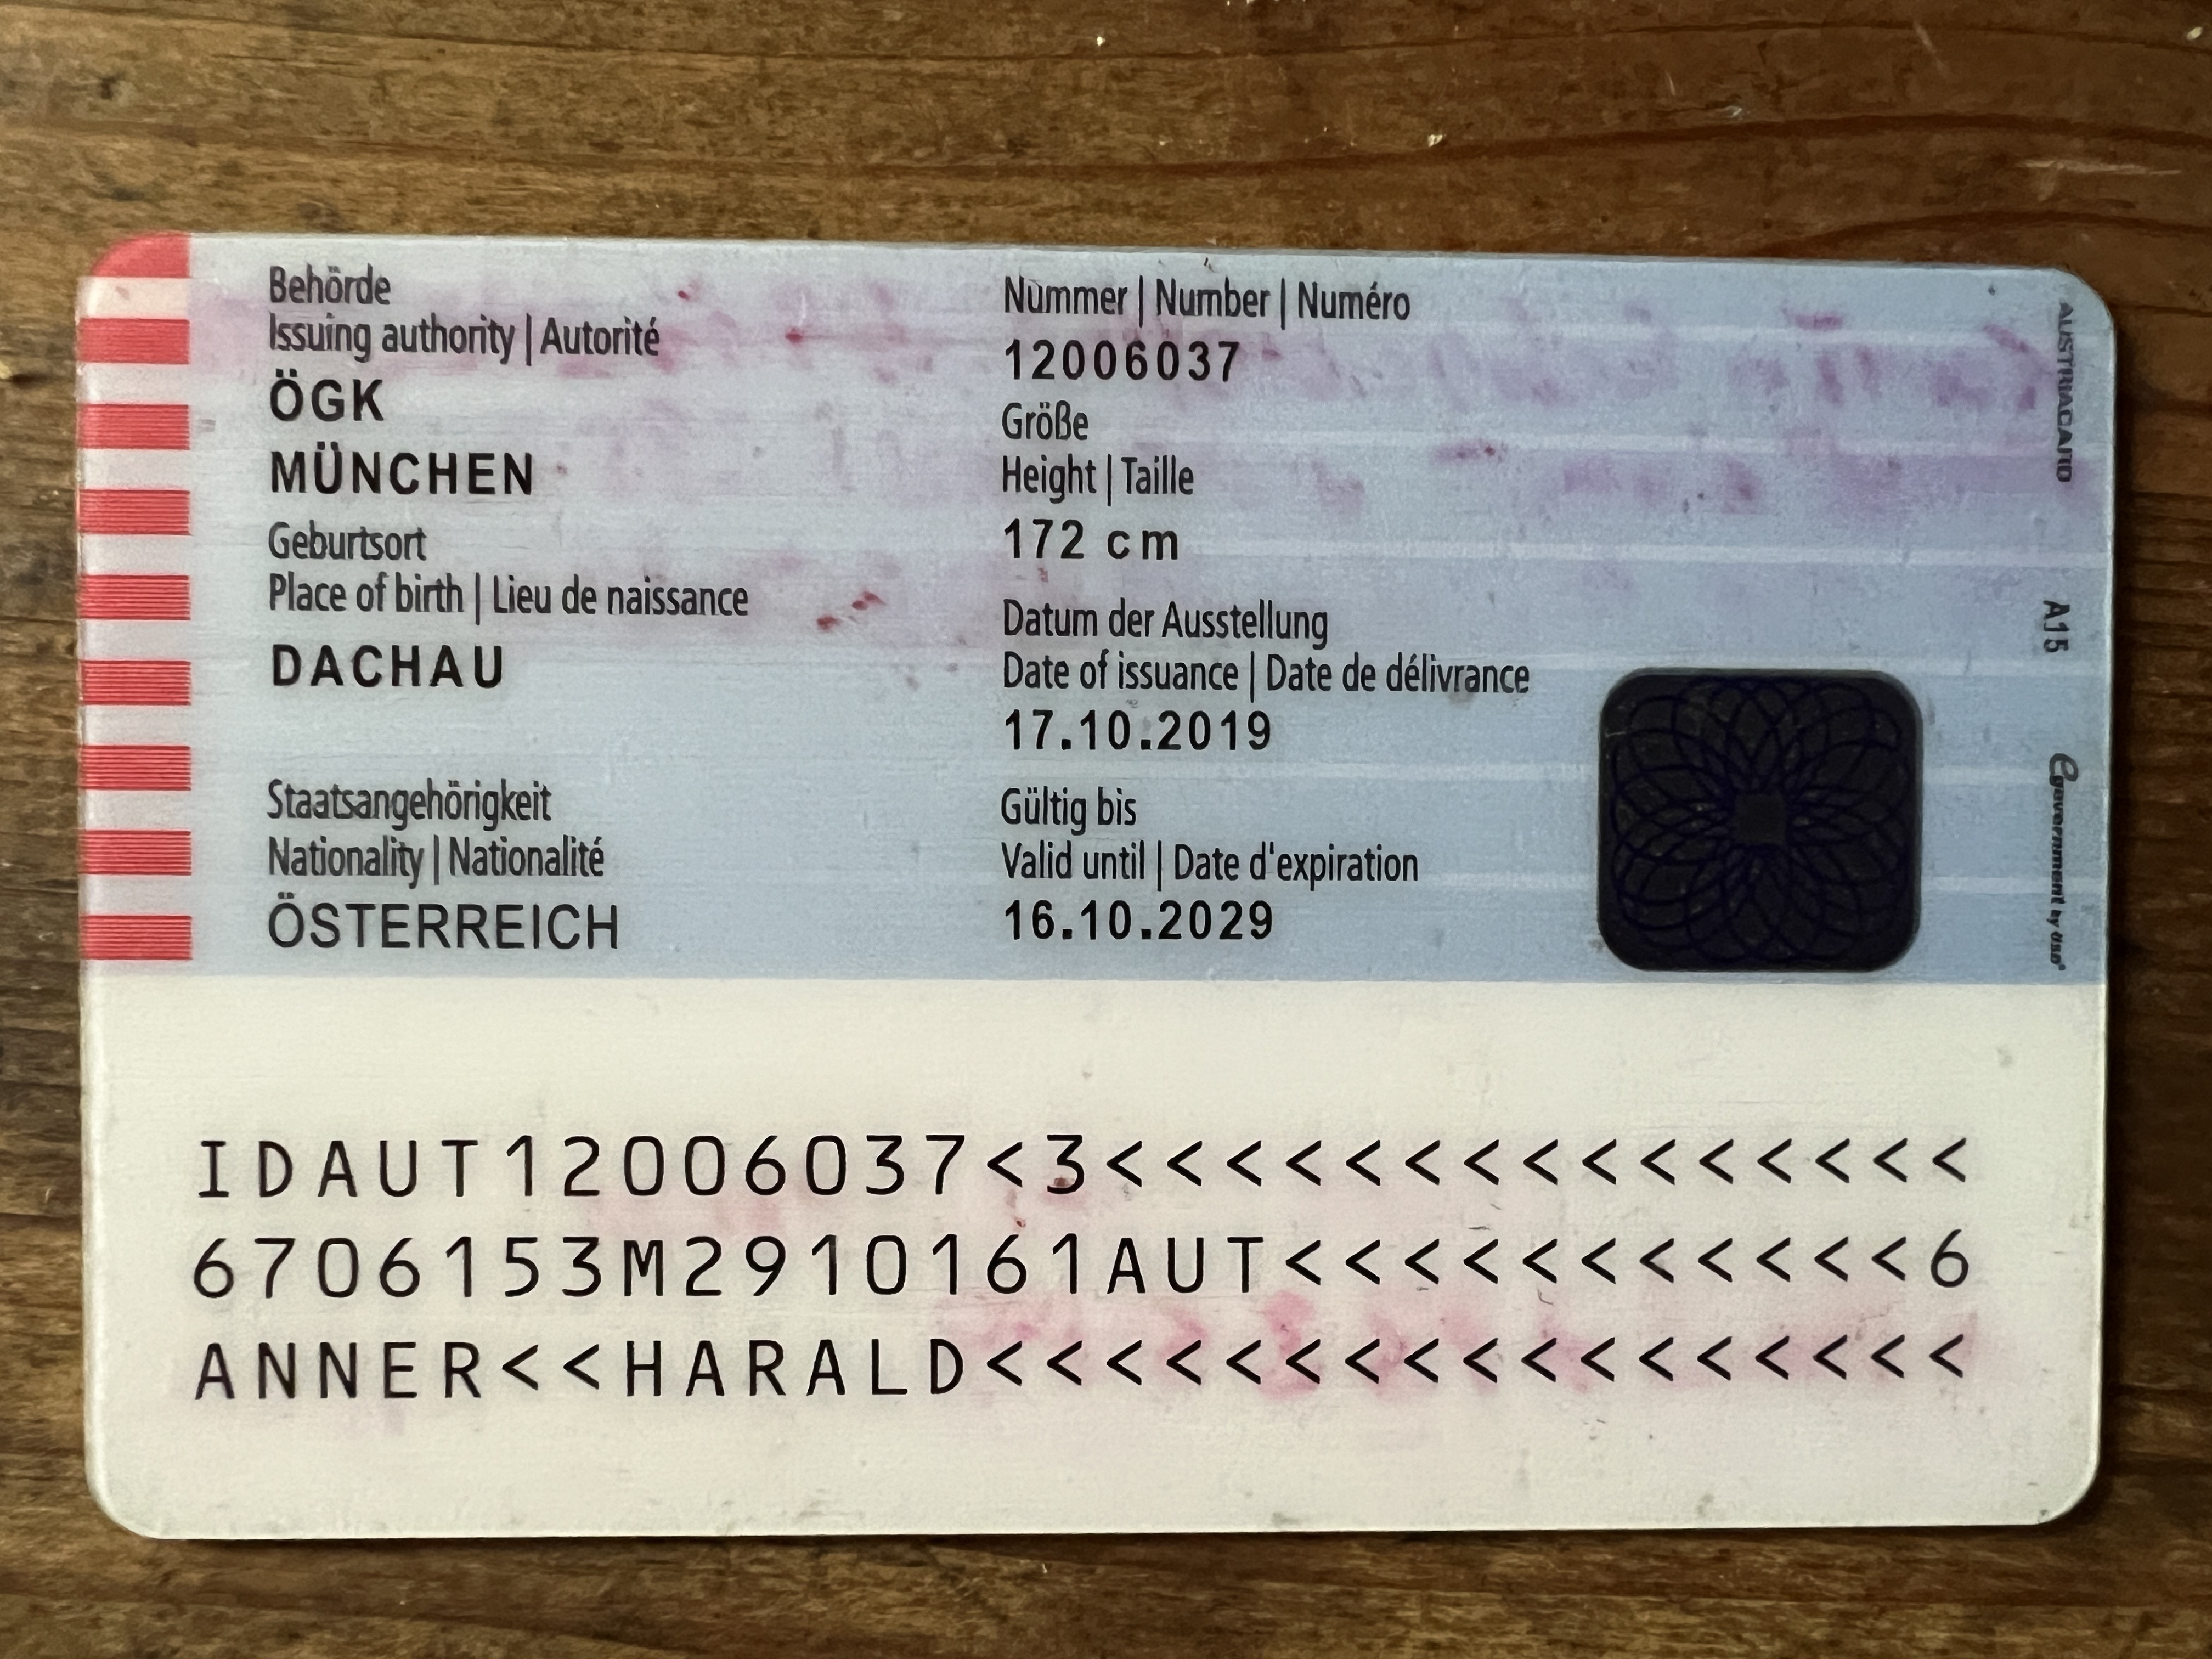 Behörde
Issuing authority | Autorité
ÖGK
MÜNCHEN
Geburtsort
Place of birth | Lieu de naissance
DACHAU
Staatsangehörigkeit
Nationality | Nationalité
ÖSTERREICH
Nummer | Number | Numéro
12006037
Größe
Height | Taille
172 cm
Datum der Ausstellung
Date of issuance | Date de délivrance
17.10.2019
Gültig bis
Valid until | Date d'expiration
16.10.2029
AUSTRIACARD
A15
egovernment by ösd
IDAUT12006037<3<<<<<<<<<<<<<<<
6706153M2910161AUT<<<<<<<<<<<6
ANNER<<HARALD<<<<<<<<<<<<<<<<<